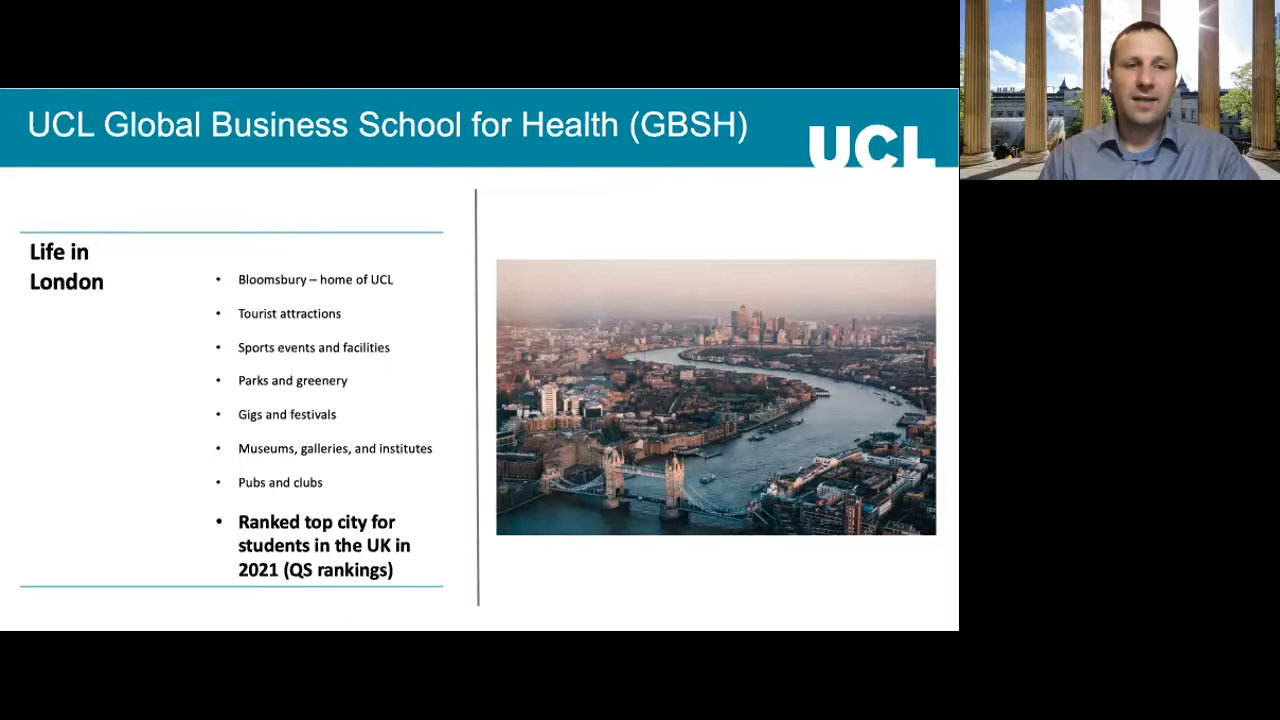 UCL Global Business School for Health (GBSH)
UCL
Life in
London
• Bloomsbury – home of UCL
• Tourist attractions
• Sports events and facilities
• Parks and greenery
• Gigs and festivals
• Museums, galleries, and institutes
• Pubs and clubs
• Ranked top city for
students in the UK in
2021 (QS rankings)